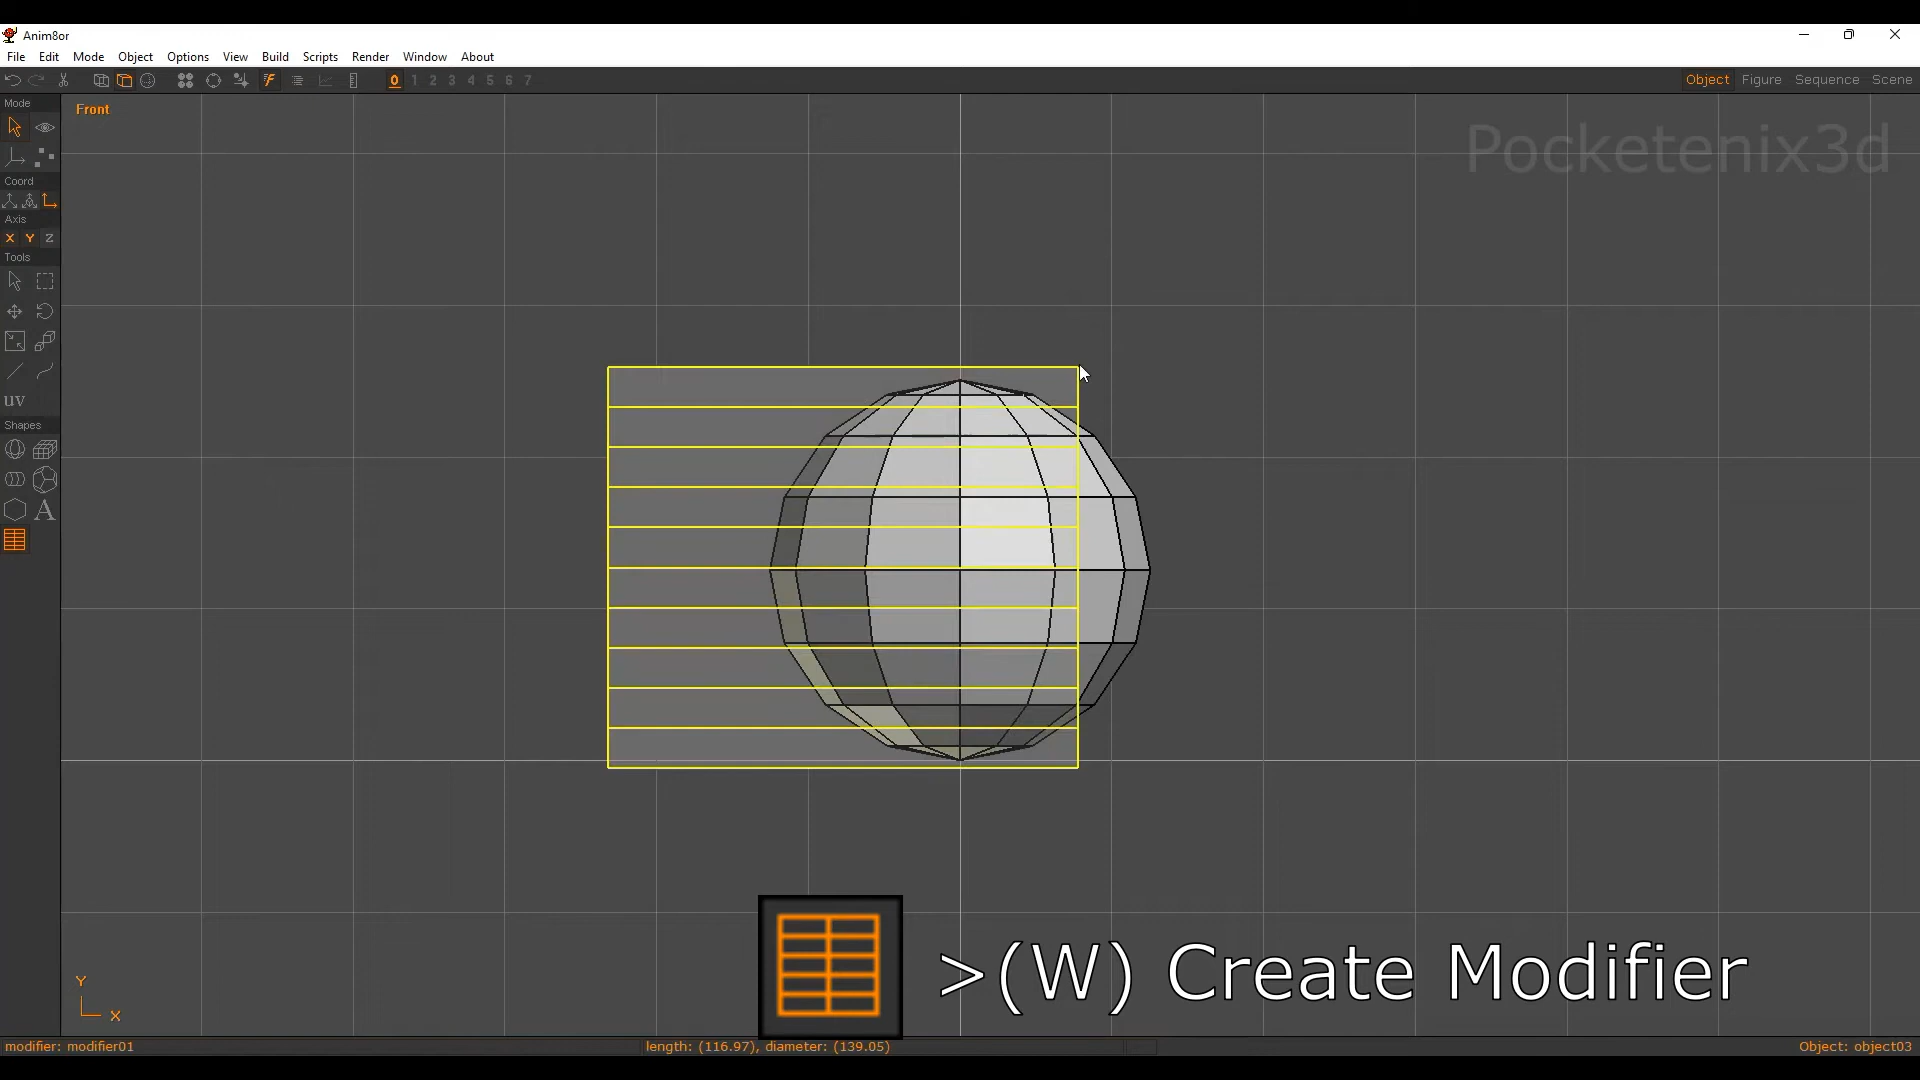 Anim8or
File Edit Mode Object Options View Build Scripts Render Window About
0 1 2 3 4 5 6 7
Object Figure Sequence Scene
Mode
Front
Pocketenix3d
Coord
Axis
X Y Z
Tools
uv
Shapes
A
>(W) Create Modifier
Y
X
modifier: modifier01
length: (116.97), diameter: (139.05)
Object: object03